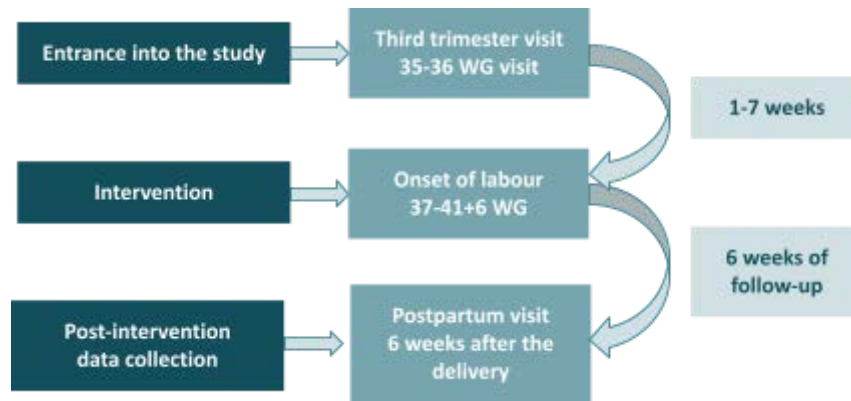 Entrance into the study
Third trimester visit
35-36 WG visit
1-7 weeks
Intervention
Onset of labour
37-41+6 WG
6 weeks of
follow-up
Post-intervention
data collection
Postpartum visit
6 weeks after the
delivery